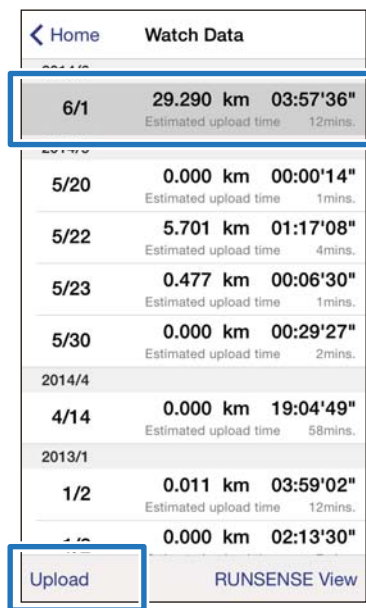 Home Watch Data
6/1 29.290 km 03:57'36"
Estimated upload time 12mins.
5/20 0.000 km 00:00'14"
Estimated upload time 1mins.
5/22 5.701 km 01:17'08"
Estimated upload time 4mins.
5/23 0.477 km 00:06'30"
Estimated upload time 1mins.
5/30 0.000 km 00:29'27"
Estimated upload time 2mins.
2014/4
4/14 0.000 km 19:04'49"
Estimated upload time 58mins.
2013/1
1/2 0.011 km 03:59'02"
Estimated upload time 12mins.
0.000 km 02:13'30"
Upload RUNSENSE View